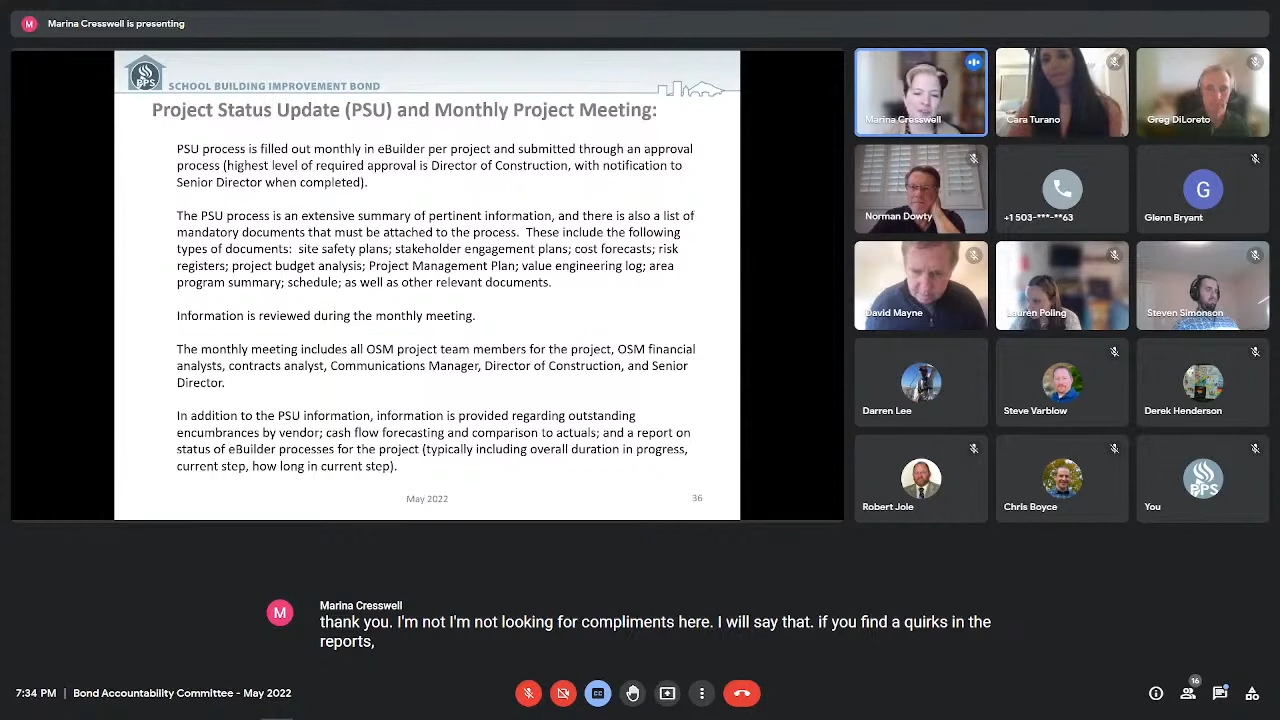 M Marina Cresswell is presenting
PPS
SCHOOL BUILDING IMPROVEMENT BOND
Project Status Update (PSU) and Monthly Project Meeting:
PSU process is filled out monthly in eBuilder per project and submitted through an approval
process (highest level of required approval is Director of Construction, with notification to
Senior Director when completed).
The PSU process is an extensive summary of pertinent information, and there is also a list of
mandatory documents that must be attached to the process. These include the following
types of documents: site safety plans; stakeholder engagement plans; cost forecasts; risk
registers; project budget analysis; Project Management Plan; value engineering log; area
program summary; schedule; as well as other relevant documents.
Information is reviewed during the monthly meeting.
The monthly meeting includes all OSM project team members for the project, OSM financial
analysts, contracts analyst, Communications Manager, Director of Construction, and Senior
Director.
In addition to the PSU information, information is provided regarding outstanding
encumbrances by vendor; cash flow forecasting and comparison to actuals; and a report on
status of eBuilder processes for the project (typically including overall duration in progress,
current step, how long in current step).
May 2022
36
Marina Cresswell
Cara Turano
Greg DiLoreto
Norman Dowty
+1 503-***-**63
G
Glenn Bryant
David Mayne
Lauren Poling
Steven Simonson
Darren Lee
Steve Varblow
Derek Henderson
Robert Jole
Chris Boyce
PPS
You
M
Marina Cresswell
thank you. I'm not I'm not looking for compliments here. I will say that. if you find a quirks in the
reports,
7:34 PM | Bond Accountability Committee - May 2022
CC
16